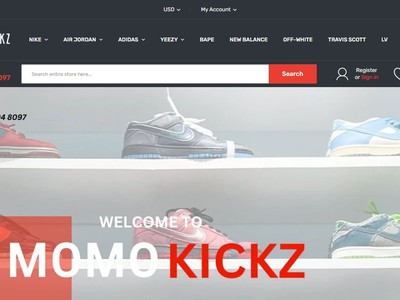 USD My Account
KZ
NIKE AIR JORDAN ADIDAS YEEZY BAPE NEW BALANCE OFF-WHITE TRAVIS SCOTT LV
097
Search entire store here...
Search
Register
or Sign in
4 8097
WELCOME TO
MOMO KICKZ